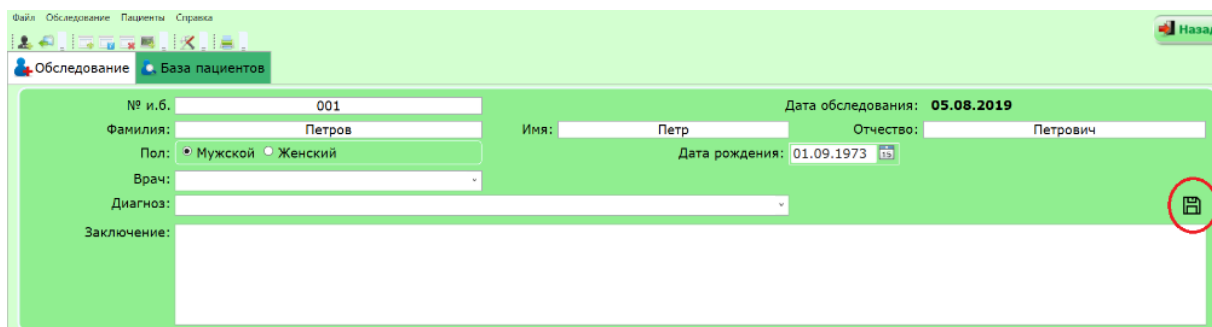 Файл Обследование Пациенты Справка
Обследование База пациентов
№ и.б. 001 Дата обследования: 05.08.2019
Фамилия: Петров Имя: Петр Отчество: Петрович
Пол: Мужской Женский Дата рождения: 01.09.1973 15
Врач:
Диагноз:
Заключение: